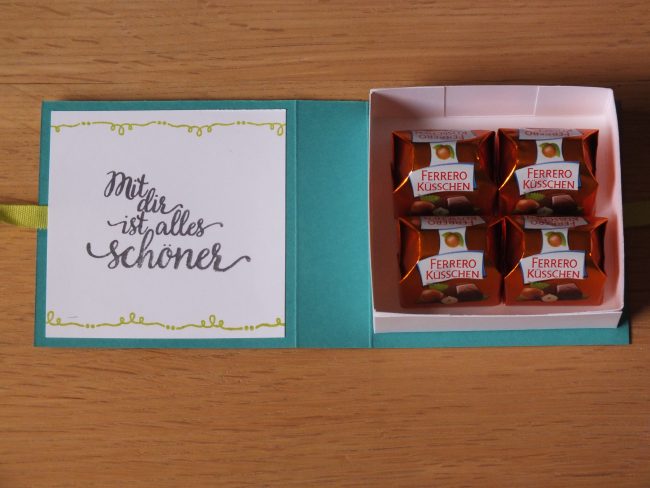 Mit
dir
ist alles
schöner
FERRERO
KÜSSCHEN
FERRERO
KÜSSCHEN
FERRERO
KÜSSCHEN
FERRERO
KÜSSCHEN